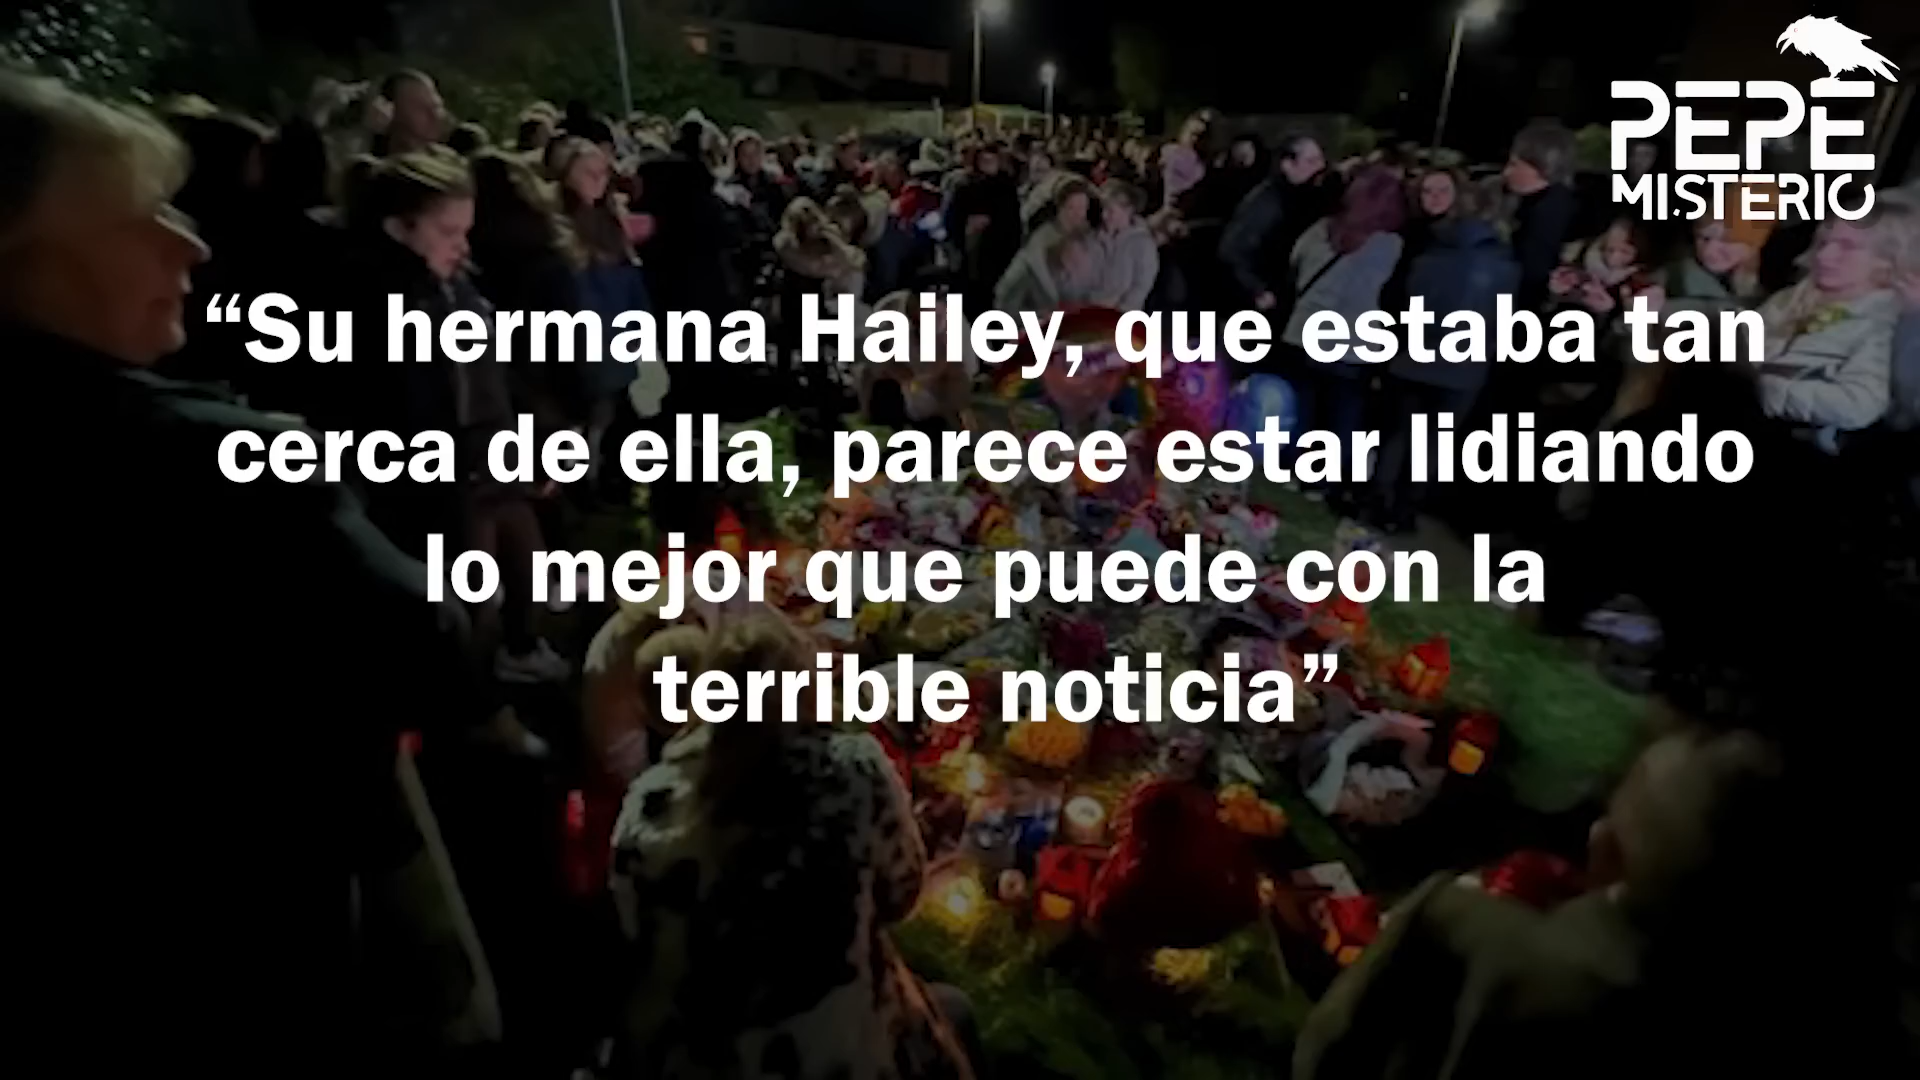 PEPE
MISTERIO
“Su hermana Hailey, que estaba tan
cerca de ella, parece estar lidiando
lo mejor que puede con la
terrible noticia”